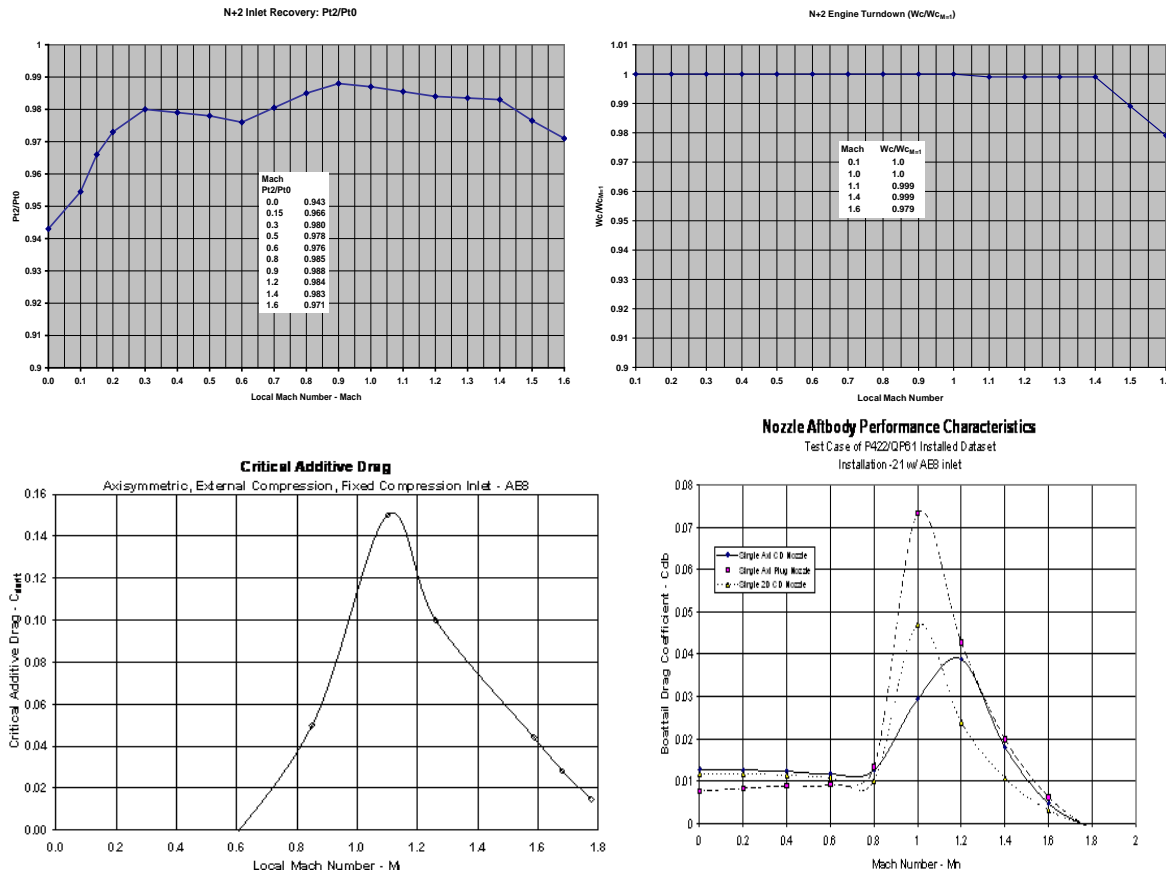 N+2 Inlet Recovery: Pt2/Pt0
1
0.99
0.98
0.97
0.96
0.95
0.94
0.93
0.92
0.91
0.9
Pt2/Pt0
Mach
Pt2/Pt0
0.0 0.943
0.15 0.966
0.3 0.980
0.5 0.978
0.6 0.976
0.8 0.985
0.9 0.988
1.2 0.984
1.4 0.983
1.6 0.971
0.0 0.1 0.2 0.3 0.4 0.5 0.6 0.7 0.8 0.9 1.0 1.1 1.2 1.3 1.4 1.5 1.6
Local Mach Number - Mach
N+2 Engine Turndown (Wc/WcM=1)
1.01
1
0.99
0.98
0.97
0.96
0.95
0.94
0.93
0.92
0.91
0.9
Wc/WcM=1
Mach Wc/WcM=1
0.1 1.0
1.0 1.0
1.1 0.999
1.4 0.999
1.6 0.979
0.1 0.2 0.3 0.4 0.5 0.6 0.7 0.8 0.9 1 1.1 1.2 1.3 1.4 1.5
Local Mach Number
Critical Additive Drag
Axisymmetric, External Compression, Fixed Compression Inlet - AE8
0.16
0.14
0.12
0.10
0.08
0.06
0.04
0.02
0.00
Critical Additive Drag -
0.0 0.2 0.4 0.6 0.8 1.0 1.2 1.4 1.6 1.8
Local Mach Number -
Nozzle Aftbody Performance Characteristics
Test Case of P422/QP61 Installed Dataset
Installation -21 w/ AE8 inlet
0.08
0.07
0.06
0.05
0.04
0.03
0.02
0.01
0
Boattail Drag Coefficient - Cdb
Single Axi CD Nozzle
Single Axi Plug Nozzle
Single 2D CD Nozzle
0 0.2 0.4 0.6 0.8 1 1.2 1.4 1.6 1.8 2
Mach Number - Mn